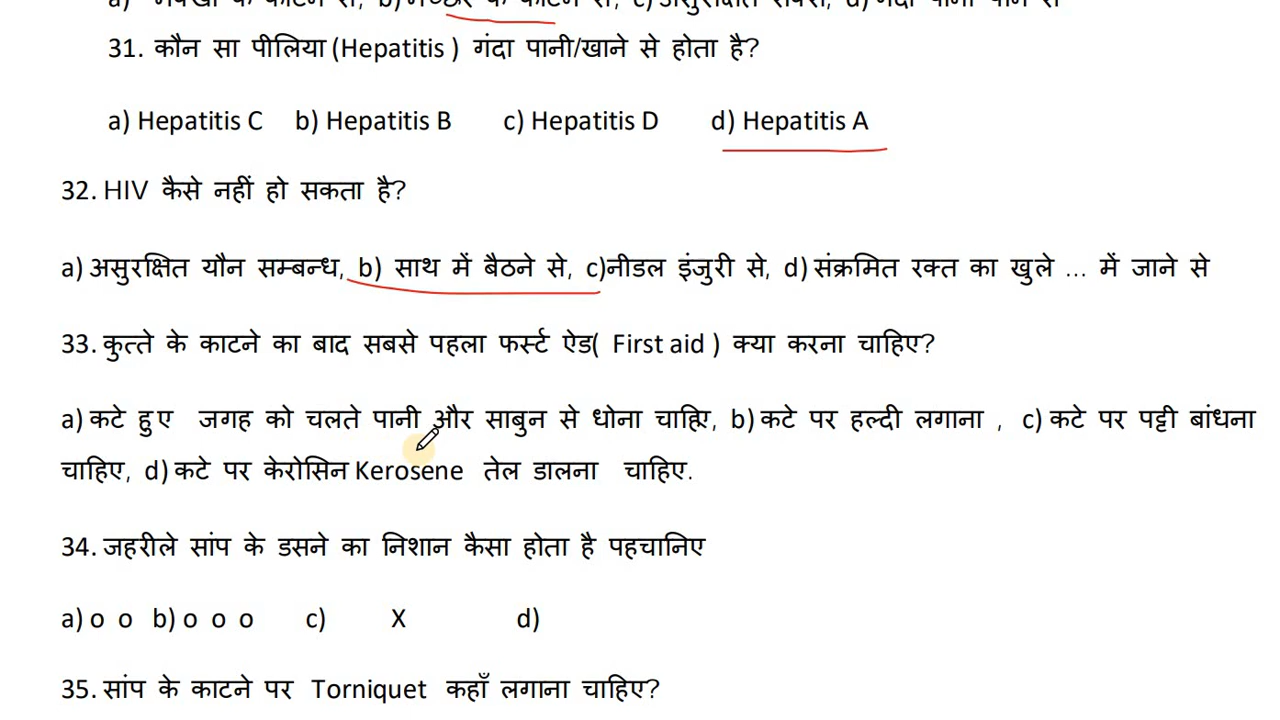 31. कौन सा पीलिया (Hepatitis ) गंदा पानी/खाने से होता है?
a) Hepatitis C b) Hepatitis B c) Hepatitis D d) Hepatitis A
32. HIV कैसे नहीं हो सकता है?
a) असुरक्षित यौन सम्बन्ध, b) साथ में बैठने से, c)नीडल इंजुरी से, d) संक्रमित रक्त का खुले ... में जाने से
33. कुत्ते के काटने का बाद सबसे पहला फर्स्ट ऐड( First aid ) क्या करना चाहिए?
a) कटे हुए जगह को चलते पानी और साबुन से धोना चाहिए, b) कटे पर हल्दी लगाना , c) कटे पर पट्टी बांधना
चाहिए, d) कटे पर केरोसिन Kerosene तेल डालना चाहिए.
34. जहरीले सांप के डसने का निशान कैसा होता है पहचानिए
a) o o b) o o o c) X d)
35. सांप के काटने पर Torniquet कहाँ लगाना चाहिए?